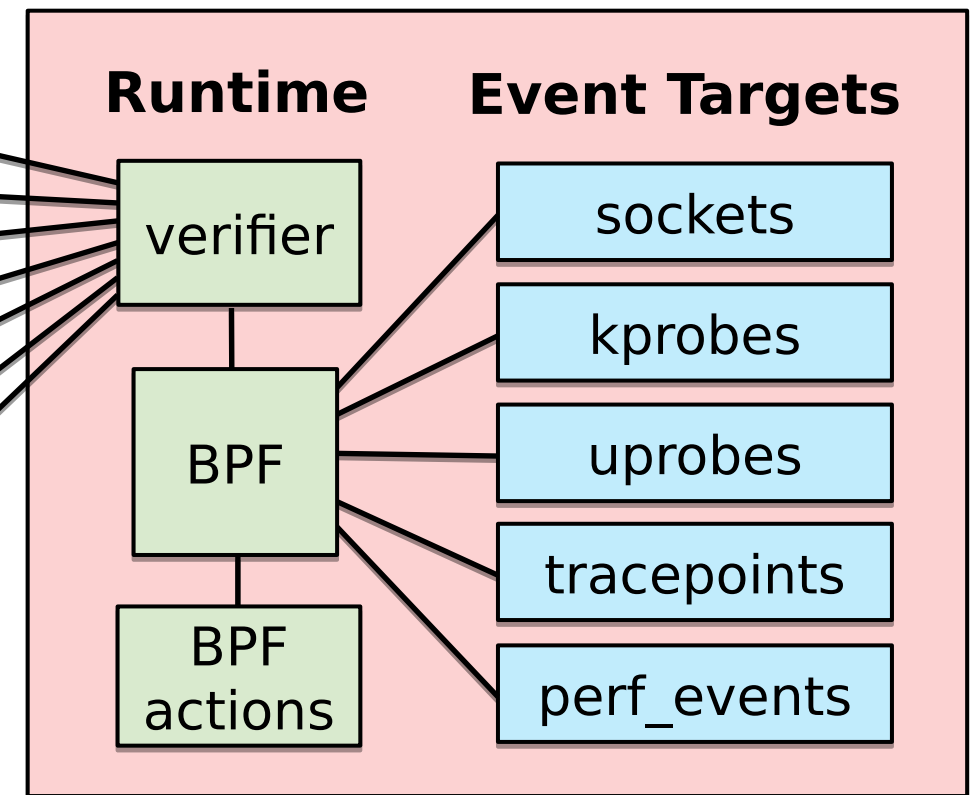 Runtime
Event Targets
verifier
BPF
BPF
actions
sockets
kprobes
uprobes
tracepoints
perf_events